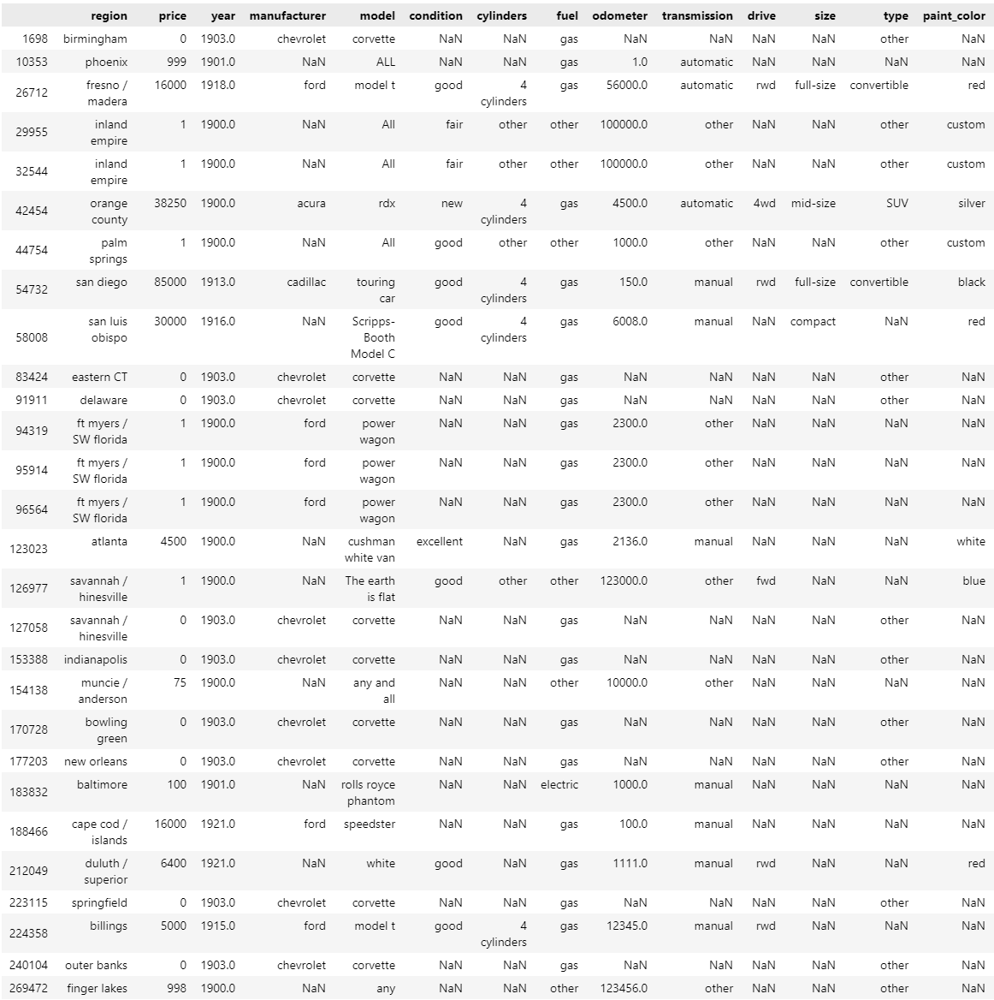 region price year manufacturer model condition cylinders fuel odometer transmission drive size type paint_color
1698 birmingham 0 1903.0 chevrolet corvette NaN NaN gas NaN NaN NaN NaN other NaN
10353 phoenix 999 1901.0 NaN ALL NaN NaN gas 1.0 automatic NaN NaN NaN NaN
26712 fresno / madera 16000 1918.0 ford model t good 4 cylinders gas 56000.0 automatic rwd full-size convertible red
29955 inland empire 1 1900.0 NaN All fair other other 100000.0 other NaN NaN other custom
32544 inland empire 1 1900.0 NaN All fair other other 100000.0 other NaN NaN other custom
42454 orange county 38250 1900.0 acura rdx new 4 cylinders gas 4500.0 automatic 4wd mid-size SUV silver
44754 palm springs 1 1900.0 NaN All good other other 1000.0 other NaN NaN other custom
54732 san diego 85000 1913.0 cadillac touring car good 4 cylinders gas 150.0 manual rwd full-size convertible black
58008 san luis obispo 30000 1916.0 NaN Scripps-Booth Model C good 4 cylinders gas 6008.0 manual NaN compact NaN red
83424 eastern CT 0 1903.0 chevrolet corvette NaN NaN gas NaN NaN NaN NaN other NaN
91911 delaware 0 1903.0 chevrolet corvette NaN NaN gas NaN NaN NaN NaN other NaN
94319 ft myers / SW florida 1 1900.0 ford power wagon NaN NaN gas 2300.0 other NaN NaN NaN NaN
95914 ft myers / SW florida 1 1900.0 ford power wagon NaN NaN gas 2300.0 other NaN NaN NaN NaN
96564 ft myers / SW florida 1 1900.0 ford power wagon NaN NaN gas 2300.0 other NaN NaN NaN NaN
123023 atlanta 4500 1900.0 NaN cushman white van excellent NaN gas 2136.0 manual NaN NaN NaN white
126977 savannah / hinesville 1 1900.0 NaN The earth is flat good other other 123000.0 other fwd NaN NaN blue
127058 savannah / hinesville 0 1903.0 chevrolet corvette NaN NaN gas NaN NaN NaN NaN other NaN
153388 indianapolis 0 1903.0 chevrolet corvette NaN NaN gas NaN NaN NaN NaN other NaN
154138 muncie / anderson 75 1900.0 NaN any and all NaN NaN other 10000.0 other NaN NaN NaN NaN
170728 bowling green 0 1903.0 chevrolet corvette NaN NaN gas NaN NaN NaN NaN other NaN
177203 new orleans 0 1903.0 chevrolet corvette NaN NaN gas NaN NaN NaN NaN other NaN
183832 baltimore 100 1901.0 NaN rolls royce phantom NaN NaN electric 1000.0 manual NaN NaN NaN NaN
188466 cape cod / islands 16000 1921.0 ford speedster NaN NaN gas 100.0 manual NaN NaN NaN NaN
212049 duluth / superior 6400 1921.0 NaN white good NaN gas 1111.0 manual rwd NaN NaN red
223115 springfield 0 1903.0 chevrolet corvette NaN NaN gas NaN NaN NaN NaN other NaN
224358 billings 5000 1915.0 ford model t good 4 cylinders gas 12345.0 manual rwd NaN NaN NaN
240104 outer banks 0 1903.0 chevrolet corvette NaN NaN gas NaN NaN NaN NaN other NaN
269472 finger lakes 998 1900.0 NaN any NaN NaN other 123456.0 other NaN NaN other NaN